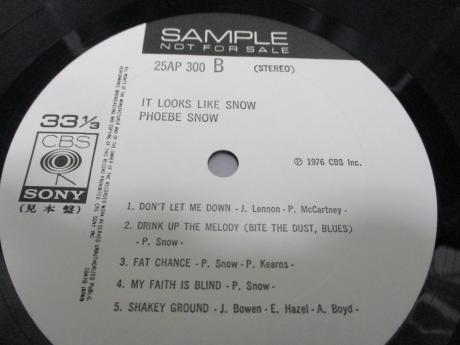 SAMPLE
NOT FOR SALE
25AP 300 B (STEREO)
IT LOOKS LIKE SNOW
PHOEBE SNOW
33 1/3
CBS
SONY
(見本盤)
Ⓟ 1976 CBS Inc.
1. DON'T LET ME DOWN - J. Lennon - P. McCartney -
2. DRINK UP THE MELODY (BITE THE DUST, BLUES)
- P. Snow -
3. FAT CHANCE - P. Snow - P. Kearns -
4. MY FAITH IS BLIND - P. Snow -
5. SHAKEY GROUND - J. Bowen - E. Hazel - A. Boyd -